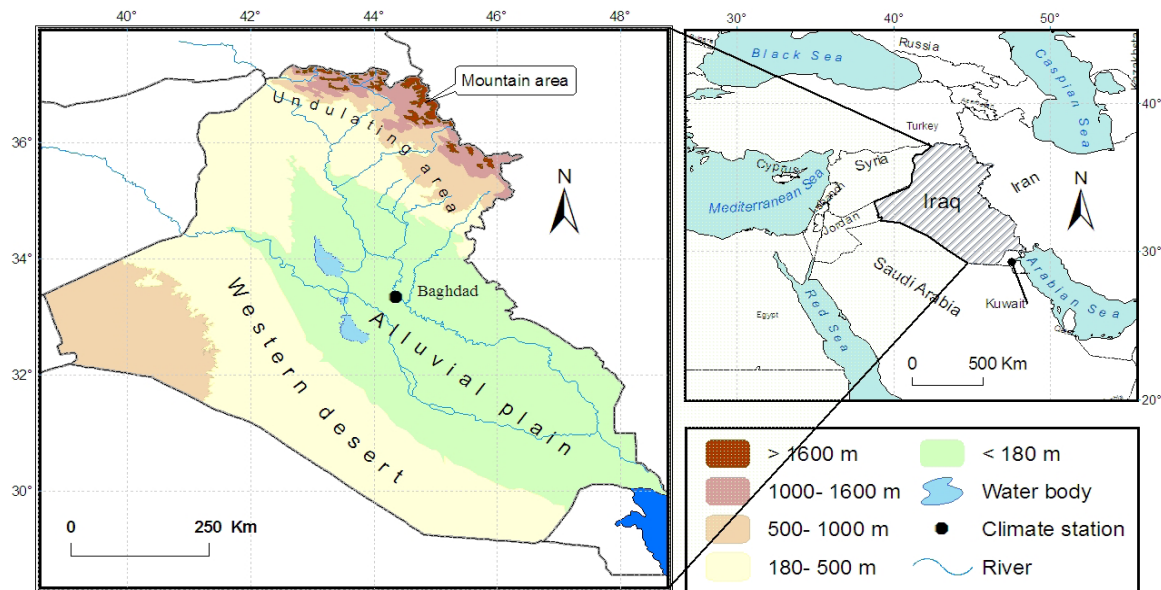 40°
42°
44°
46°
48°
36°
34°
32°
30°
Mountain area
Undulating area
N
Baghdad
Alluvial plain
Western desert
0 250 Km
30°
40°
50°
40°
30°
20°
Black Sea
Russia
Caspian Sea
Turkey
Cyprus
Syria
Mediterranean Sea
Jordan
Iraq
Iran
N
Saudi Arabia
Kuwait
Arabian Sea
Egypt
Red Sea
0 500 Km
> 1600 m
1000- 1600 m
500- 1000 m
180- 500 m
< 180 m
Water body
Climate station
River